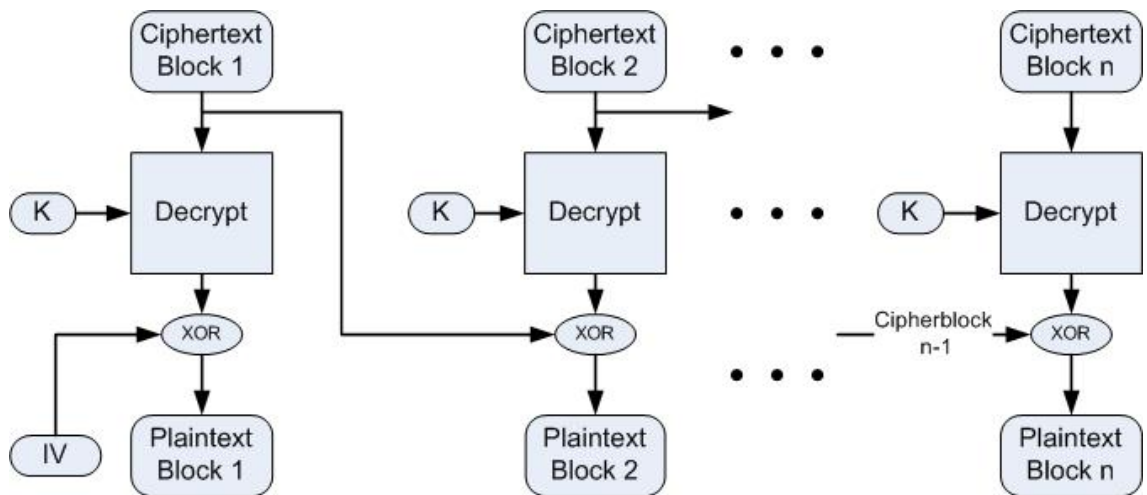 Ciphertext
Block 1
Ciphertext
Block 2
Ciphertext
Block n
K
Decrypt
K
Decrypt
K
Decrypt
XOR
XOR
Cipherblock
n-1
XOR
IV
Plaintext
Block 1
Plaintext
Block 2
Plaintext
Block n